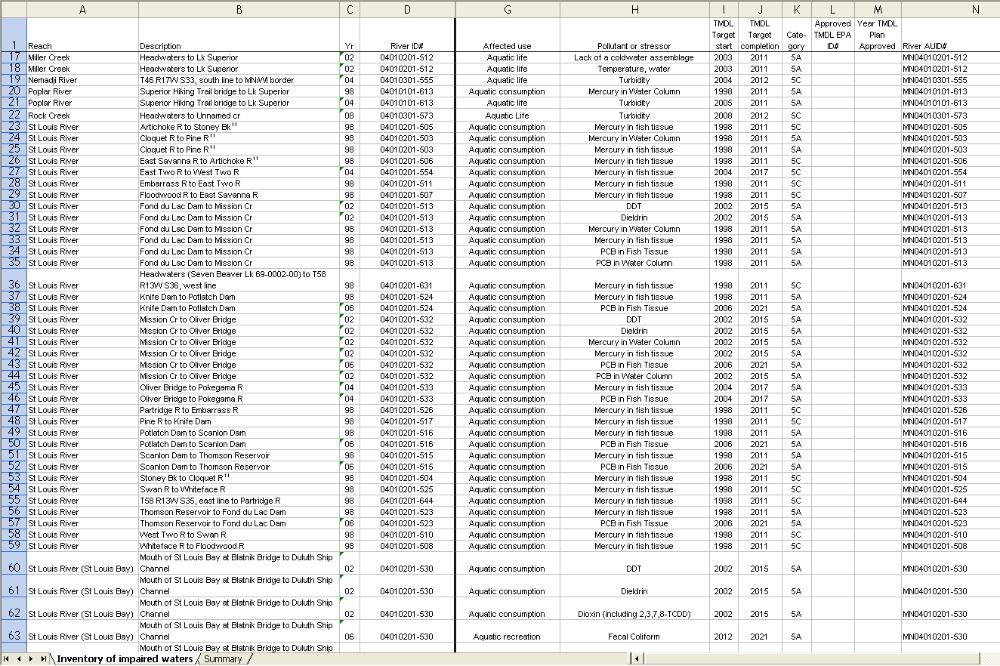 A B C D G H I J K L M N
1 Reach Description Yr River ID# Affected use Pollutant or stressor TMDL Target start TMDL Target completion Cate- gory Approved TMDL EPA ID# Year TMDL Plan Approved River AUID#
17 Miller Creek Headwaters to Lk Superior 02 04010201-512 Aquatic life Lack of a coldwater assemblage 2003 2011 5A MN04010201-512
18 Miller Creek Headwaters to Lk Superior 02 04010201-512 Aquatic life Temperature, water 2003 2011 5A MN04010201-512
19 Nemadji River T46 R17W S33, south line to MN/WI border 04 04010301-555 Aquatic life Turbidity 2004 2012 5C MN04010301-555
20 Poplar River Superior Hiking Trail bridge to Lk Superior 98 04010101-613 Aquatic consumption Mercury in Water Column 1998 2011 5A MN04010101-613
21 Poplar River Superior Hiking Trail bridge to Lk Superior 04 04010101-613 Aquatic life Turbidity 2005 2011 5A MN04010101-613
22 Rock Creek Headwaters to Unnamed cr 08 04010301-573 Aquatic Life Turbidity 2008 2012 5C MN04010301-573
23 St Louis River Artichoke R to Stoney Bk11 98 04010201-505 Aquatic consumption Mercury in fish tissue 1998 2011 5C MN04010201-505
24 St Louis River Cloquet R to Pine R11 98 04010201-503 Aquatic consumption Mercury in Water Column 1998 2011 5A MN04010201-503
25 St Louis River Cloquet R to Pine R11 98 04010201-503 Aquatic consumption Mercury in fish tissue 1998 2011 5A MN04010201-503
26 St Louis River East Savanna R to Artichoke R11 98 04010201-506 Aquatic consumption Mercury in fish tissue 1998 2011 5C MN04010201-506
27 St Louis River East Two R to West Two R 04 04010201-554 Aquatic consumption Mercury in fish tissue 2004 2017 5C MN04010201-554
28 St Louis River Embarrass R to East Two R 98 04010201-511 Aquatic consumption Mercury in fish tissue 1998 2011 5C MN04010201-511
29 St Louis River Floodwood R to East Savanna R 98 04010201-507 Aquatic consumption Mercury in fish tissue 1998 2011 5C MN04010201-507
30 St Louis River Fond du Lac Dam to Mission Cr 02 04010201-513 Aquatic consumption DDT 2002 2015 5A MN04010201-513
31 St Louis River Fond du Lac Dam to Mission Cr 02 04010201-513 Aquatic consumption Dieldrin 2002 2015 5A MN04010201-513
32 St Louis River Fond du Lac Dam to Mission Cr 98 04010201-513 Aquatic consumption Mercury in Water Column 1998 2011 5A MN04010201-513
33 St Louis River Fond du Lac Dam to Mission Cr 98 04010201-513 Aquatic consumption Mercury in fish tissue 1998 2011 5A MN04010201-513
34 St Louis River Fond du Lac Dam to Mission Cr 98 04010201-513 Aquatic consumption PCB in Fish Tissue 1998 2011 5A MN04010201-513
35 St Louis River Fond du Lac Dam to Mission Cr 98 04010201-513 Aquatic consumption PCB in Water Column 1998 2011 5A MN04010201-513
Headwaters (Seven Beaver Lk 69-0002-00) to T58
36 St Louis River R13W S36, west line 98 04010201-631 Aquatic consumption Mercury in fish tissue 1998 2011 5C MN04010201-631
37 St Louis River Knife Dam to Potlatch Dam 98 04010201-524 Aquatic consumption Mercury in fish tissue 1998 2011 5A MN04010201-524
38 St Louis River Knife Dam to Potlatch Dam 06 04010201-524 Aquatic consumption PCB in Fish Tissue 2006 2021 5A MN04010201-524
39 St Louis River Mission Cr to Oliver Bridge 02 04010201-532 Aquatic consumption DDT 2002 2015 5A MN04010201-532
40 St Louis River Mission Cr to Oliver Bridge 02 04010201-532 Aquatic consumption Dieldrin 2002 2015 5A MN04010201-532
41 St Louis River Mission Cr to Oliver Bridge 02 04010201-532 Aquatic consumption Mercury in Water Column 2002 2015 5A MN04010201-532
42 St Louis River Mission Cr to Oliver Bridge 02 04010201-532 Aquatic consumption Mercury in fish tissue 2002 2015 5A MN04010201-532
43 St Louis River Mission Cr to Oliver Bridge 06 04010201-532 Aquatic consumption PCB in Fish Tissue 2006 2021 5A MN04010201-532
44 St Louis River Mission Cr to Oliver Bridge 02 04010201-532 Aquatic consumption PCB in Water Column 2002 2015 5A MN04010201-532
45 St Louis River Oliver Bridge to Pokegama R 04 04010201-533 Aquatic consumption Mercury in fish tissue 2004 2017 5A MN04010201-533
46 St Louis River Oliver Bridge to Pokegama R 04 04010201-533 Aquatic consumption PCB in Fish Tissue 2004 2017 5A MN04010201-533
47 St Louis River Partridge R to Embarrass R 98 04010201-526 Aquatic consumption Mercury in fish tissue 1998 2011 5C MN04010201-526
48 St Louis River Pine R to Knife Dam 98 04010201-517 Aquatic consumption Mercury in fish tissue 1998 2011 5C MN04010201-517
49 St Louis River Potlatch Dam to Scanlon Dam 98 04010201-516 Aquatic consumption Mercury in fish tissue 1998 2011 5A MN04010201-516
50 St Louis River Potlatch Dam to Scanlon Dam 06 04010201-516 Aquatic consumption PCB in Fish Tissue 2006 2021 5A MN04010201-516
51 St Louis River Scanlon Dam to Thomson Reservoir 98 04010201-515 Aquatic consumption Mercury in fish tissue 1998 2011 5A MN04010201-515
52 St Louis River Scanlon Dam to Thomson Reservoir 06 04010201-515 Aquatic consumption PCB in Fish Tissue 2006 2021 5A MN04010201-515
53 St Louis River Stoney Bk to Cloquet R11 98 04010201-504 Aquatic consumption Mercury in fish tissue 1998 2011 5C MN04010201-504
54 St Louis River Swan R to Whiteface R 98 04010201-525 Aquatic consumption Mercury in fish tissue 1998 2011 5C MN04010201-525
55 St Louis River T58 R13W S35, east line to Partridge R 98 04010201-644 Aquatic consumption Mercury in fish tissue 1998 2011 5C MN04010201-644
56 St Louis River Thomson Reservoir to Fond du Lac Dam 98 04010201-523 Aquatic consumption Mercury in fish tissue 1998 2011 5A MN04010201-523
57 St Louis River Thomson Reservoir to Fond du Lac Dam 06 04010201-523 Aquatic consumption PCB in Fish Tissue 2006 2021 5A MN04010201-523
58 St Louis River West Two R to Swan R 98 04010201-510 Aquatic consumption Mercury in fish tissue 1998 2011 5C MN04010201-510
59 St Louis River Whiteface R to Floodwood R 98 04010201-508 Aquatic consumption Mercury in fish tissue 1998 2011 5C MN04010201-508
Mouth of St Louis Bay at Blatnik Bridge to Duluth Ship
60 St Louis River (St Louis Bay) Channel 02 04010201-530 Aquatic consumption DDT 2002 2015 5A MN04010201-530
Mouth of St Louis Bay at Blatnik Bridge to Duluth Ship
61 St Louis River (St Louis Bay) Channel 02 04010201-530 Aquatic consumption Dieldrin 2002 2015 5A MN04010201-530
Mouth of St Louis Bay at Blatnik Bridge to Duluth Ship
62 St Louis River (St Louis Bay) Channel 02 04010201-530 Aquatic consumption Dioxin (including 2,3,7,8-TCDD) 2002 2015 5A MN04010201-530
Mouth of St Louis Bay at Blatnik Bridge to Duluth Ship
63 St Louis River (St Louis Bay) Channel 06 04010201-530 Aquatic recreation Fecal Coliform 2012 2021 5A MN04010201-530
Mouth of St Louis Bay at Blatnik Bridge to Duluth Ship
Inventory of impaired waters Summary